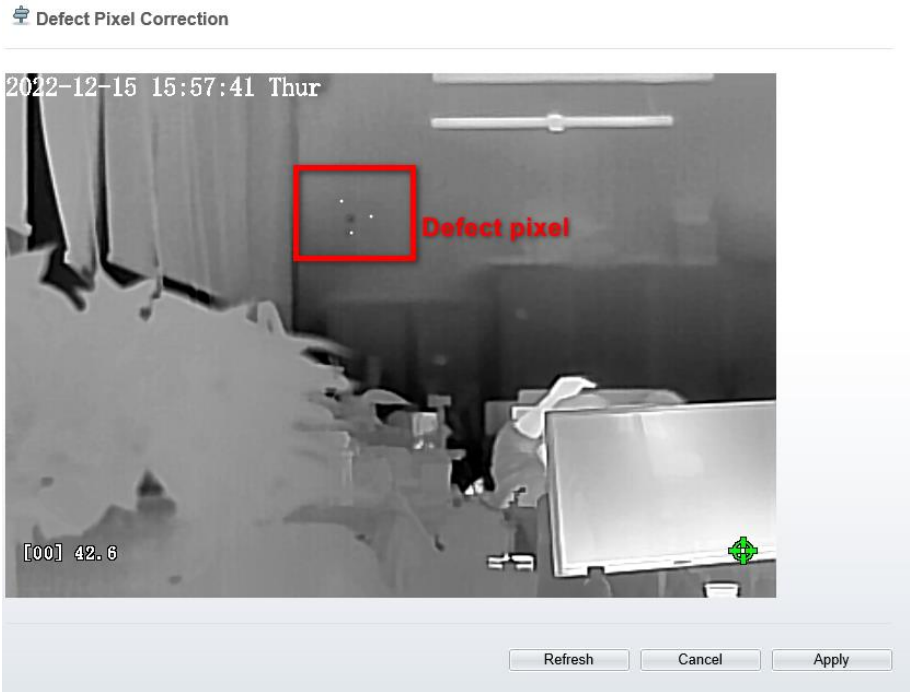 Defect Pixel Correction
2022-12-15 15:57:41 Thur
Defect pixel
[00] 42.6
Refresh Cancel Apply